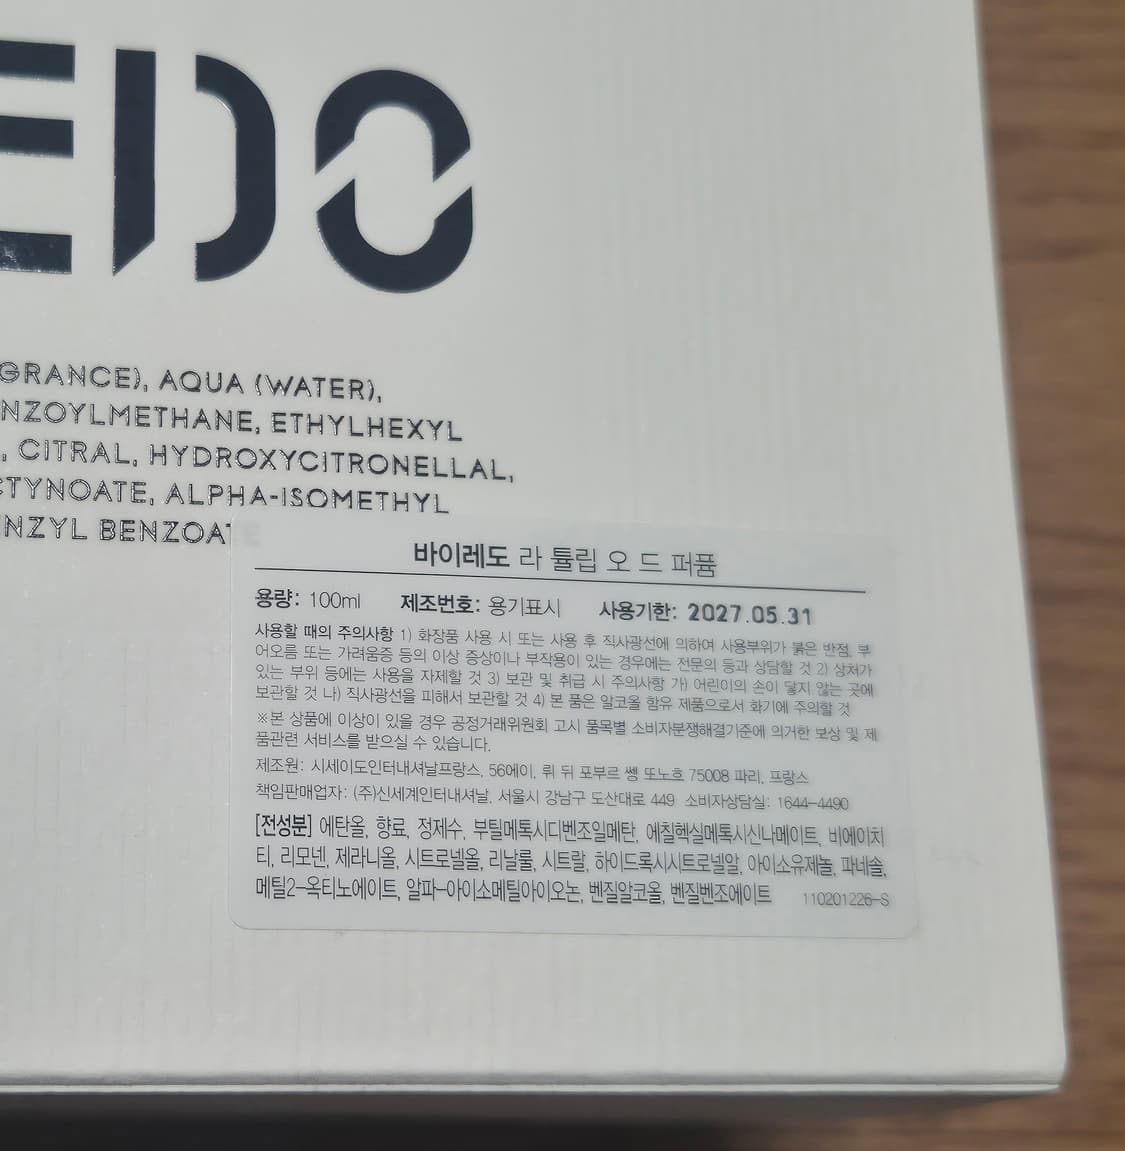 EDO
GRANCE), AQUA (WATER),
NZOYLMETHANE, ETHYLHEXYL
, CITRAL, HYDROXYCITRONELLAL,
CTYNOATE, ALPHA-ISOMETHYL
NZYL BENZOATE
바이레도 라 튤립 오 드 퍼퓸
용량: 100ml 제조번호: 용기표시 사용기한: 2027.05.31
사용할 때의 주의사항 1) 화장품 사용 시 또는 사용 후 직사광선에 의하여 사용부위가 붉은 반점, 부
어오름 또는 가려움증 등의 이상 증상이나 부작용이 있는 경우에는 전문의 등과 상담할 것 2) 상처가
있는 부위 등에는 사용을 자제할 것 3) 보관 및 취급 시 주의사항 가) 어린이의 손이 닿지 않는 곳에
보관할 것 나) 직사광선을 피해서 보관할 것 4) 본 품은 알코올 함유 제품으로서 화기에 주의할 것
※본 상품에 이상이 있을 경우 공정거래위원회 고시 품목별 소비자분쟁해결기준에 의거한 보상 및 제
품관련 서비스를 받으실 수 있습니다.
제조원: 시세이도인터내셔날프랑스, 56에이, 뤼 뒤 포부르 쌩 또노흐 75008 파리, 프랑스
책임판매업자: (주)신세계인터내셔날, 서울시 강남구 도산대로 449 소비자상담실: 1644-4490
[전성분] 에탄올, 향료, 정제수, 부틸메톡시디벤조일메탄, 에칠헥실메톡시신나메이트, 비에이치
티, 리모넨, 제라니올, 시트로넬올, 리날룰, 시트랄, 하이드록시시트로넬알, 아이소유제놀, 파네솔,
메틸2-옥티노에이트, 알파-아이소메틸아이오논, 벤질알코올, 벤질벤조에이트 110201226-S